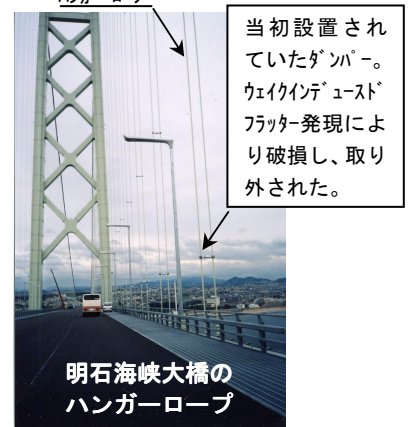 当初設置され
ていたﾀﾞﾝﾊﾟｰ。
ｳｪｲｸｲﾝﾃﾞｭｰｽﾄﾞ
ﾌﾗｯﾀｰ発現によ
り破損し、取り
外された。
明石海峡大橋の
ハンガーロープ